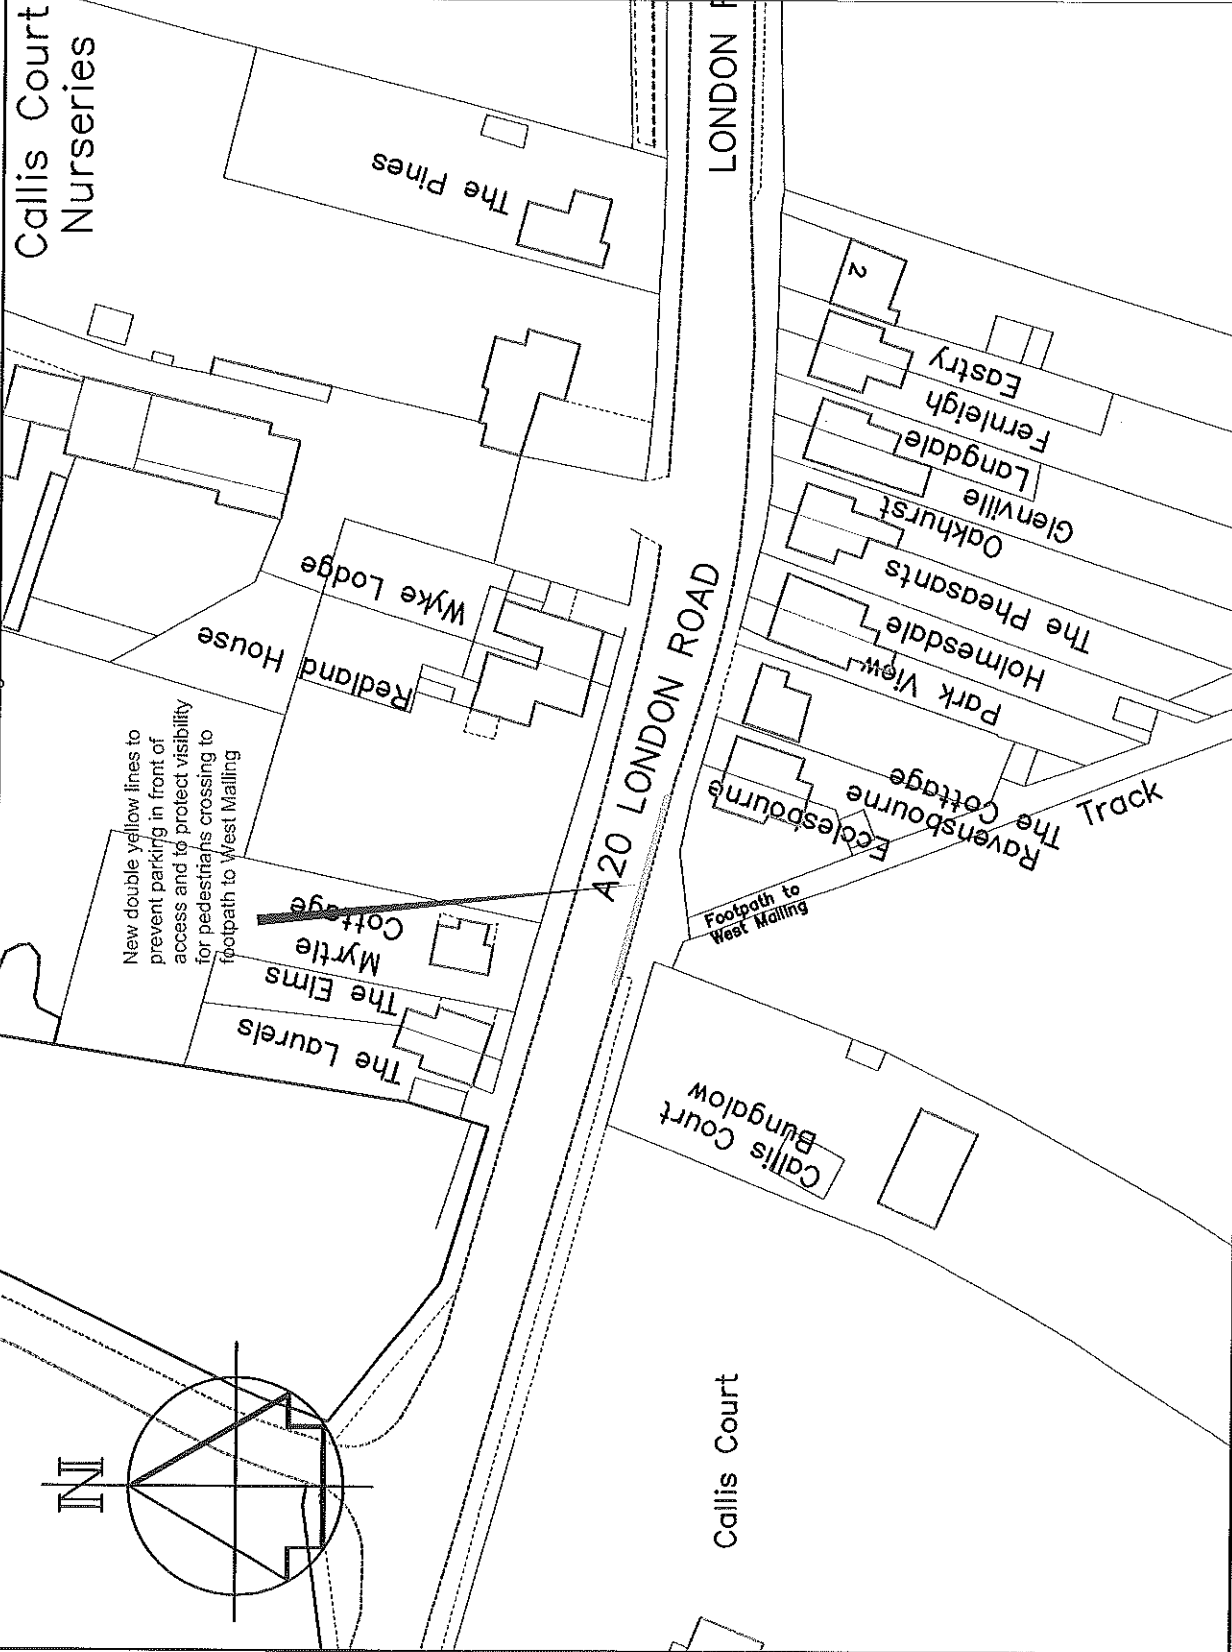 Callis Court
Nurseries
The Pines
LONDON
2
Eastry
Fernleigh
Langdale
Glenville
Oakhurst
The Pheasants
Holmesdale
Park View
Wyke Lodge
Redland House
A20 LONDON ROAD
New double yellow lines to
prevent parking in front of
access and to protect visibility
for pedestrians crossing to
footpath to West Malling
Ecclesbourne
Ravensbourne
The Cottage
Track
Footpath to
West Malling
Myrtle
Cottage
The Elms
The Laurels
Callis Court
Bungalow
Callis Court
N